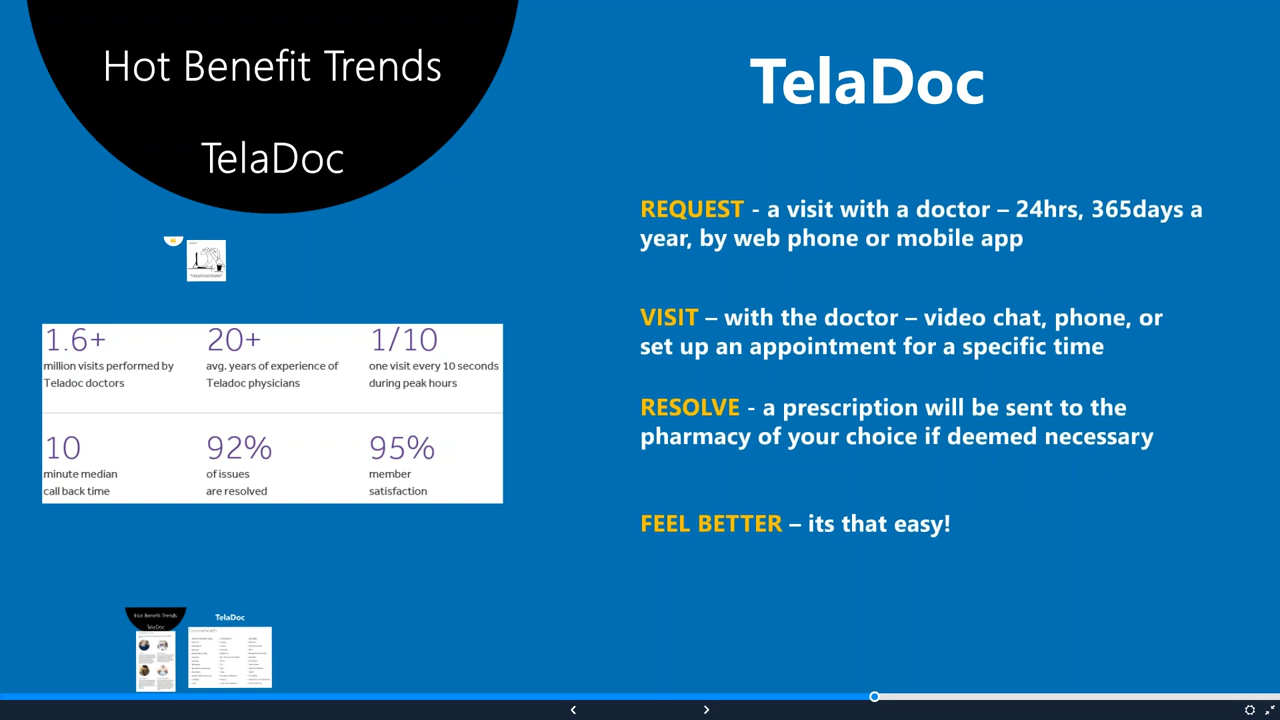 Hot Benefit Trends
TelaDoc
1.6+
million visits performed by
Teladoc doctors
20+
avg. years of experience of
Teladoc physicians
1/10
one visit every 10 seconds
during peak hours
10
minute median
call back time
92%
of issues
are resolved
95%
member
satisfaction
TelaDoc
REQUEST - a visit with a doctor – 24hrs, 365days a
year, by web phone or mobile app
VISIT – with the doctor – video chat, phone, or
set up an appointment for a specific time
RESOLVE - a prescription will be sent to the
pharmacy of your choice if deemed necessary
FEEL BETTER – its that easy!
Hot Benefit Trends
TelaDoc
TelaDoc